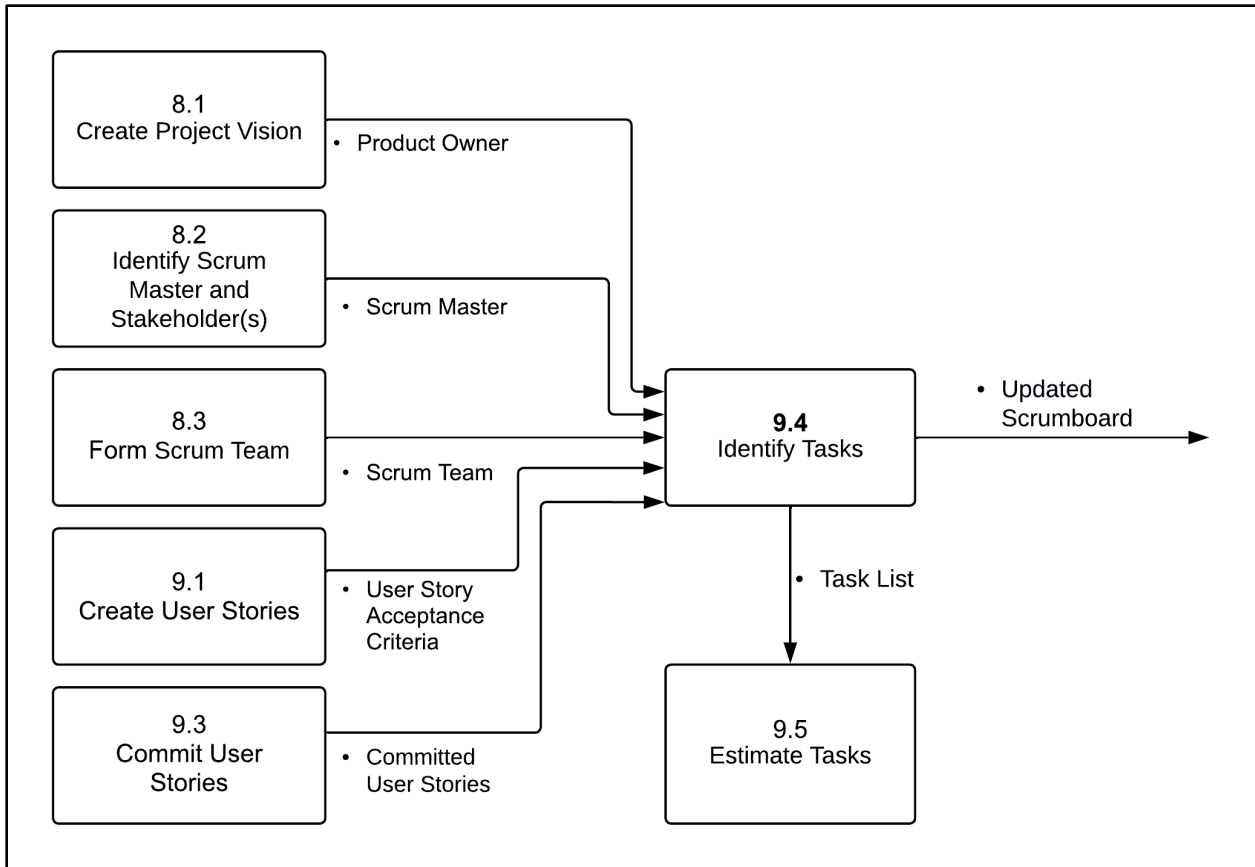 8.1
Create Project Vision
• Product Owner
8.2
Identify Scrum
Master and
Stakeholder(s)
• Scrum Master
8.3
Form Scrum Team
• Scrum Team
9.1
Create User Stories
• User Story
Acceptance
Criteria
9.3
Commit User
Stories
• Committed
User Stories
9.4
Identify Tasks
• Updated
Scrumboard
• Task List
9.5
Estimate Tasks